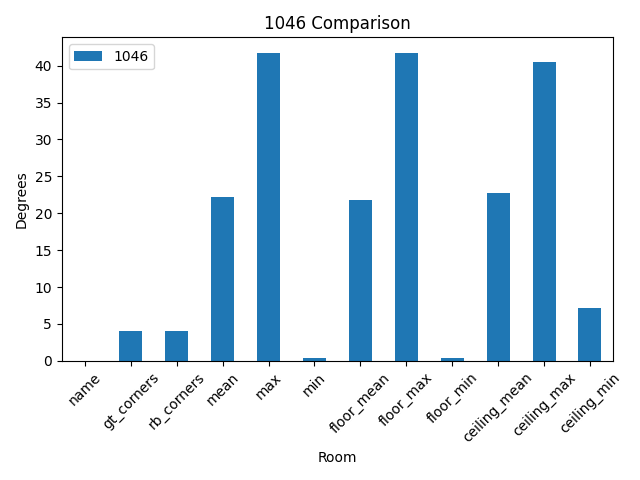 1046 Comparison
1046
Degrees
40
35
30
25
20
15
10
5
0
name
gt_corners
rb_corners
mean
max
min
floor_mean
floor_max
floor_min
ceiling_mean
ceiling_max
ceiling_min
Room